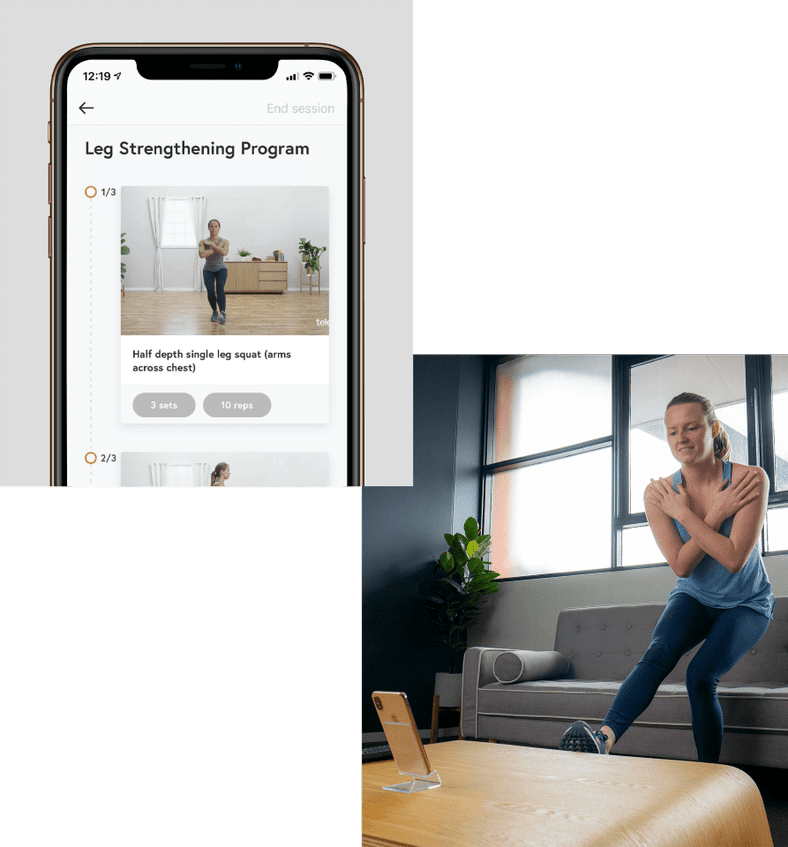 12:19
End session
Leg Strengthening Program
1/3
tele
Half depth single leg squat (arms
across chest)
3 sets
10 reps
2/3